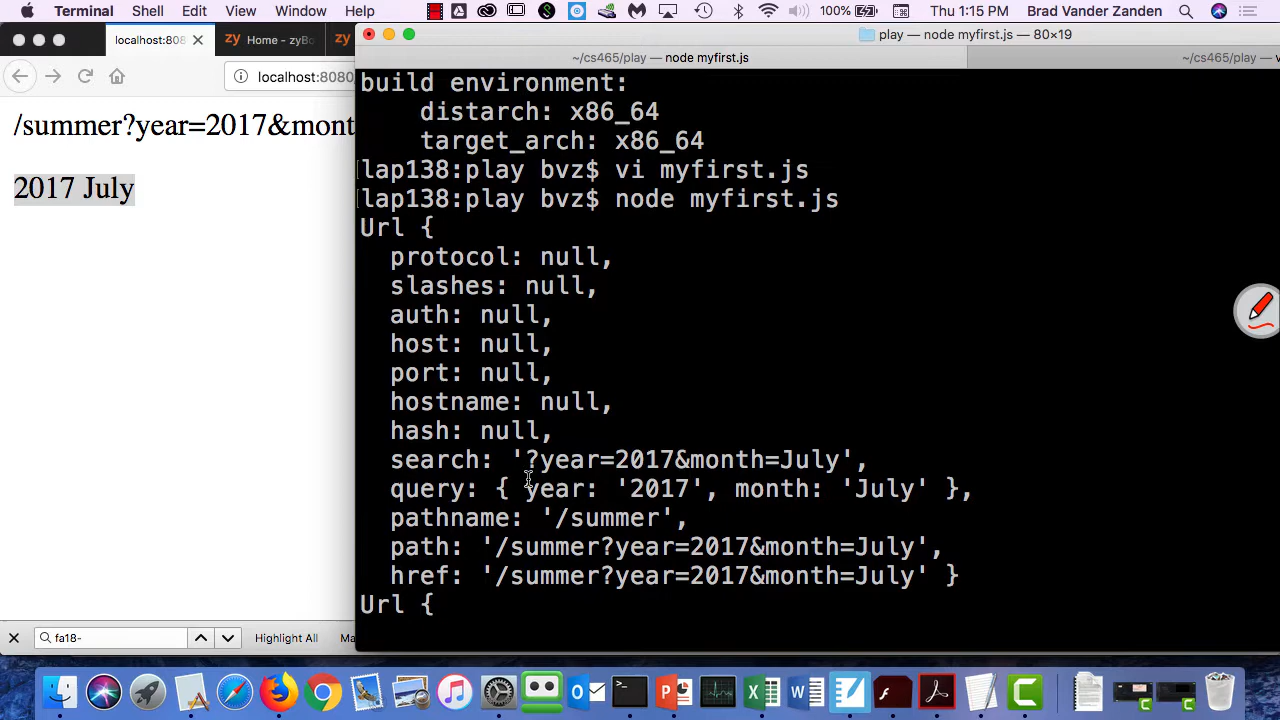 Terminal Shell Edit View Window Help 100% Thu 1:15 PM Brad Vander Zanden
localhost:808 Home - zyBo
play — node myfirst.js — 80×19
~/cs465/play — node myfirst.js
~/cs465/play — v
localhost:8080
/summer?year=2017&mont
2017 July
build environment:
distarch: x86_64
target_arch: x86_64
[lap138:play bvz$ vi myfirst.js
[lap138:play bvz$ node myfirst.js
Url {
protocol: null,
slashes: null,
auth: null,
host: null,
port: null,
hostname: null,
hash: null,
search: '?year=2017&month=July',
query: { year: '2017', month: 'July' },
pathname: '/summer',
path: '/summer?year=2017&month=July',
href: '/summer?year=2017&month=July' }
Url {
fa18- Highlight All Ma